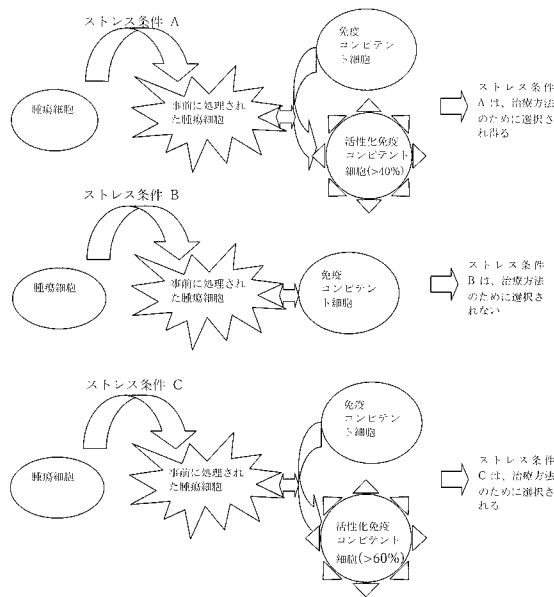 ストレス条件 A
腫瘍細胞
事前に処理され
た腫瘍細胞
免疫
コンピテン
ト細胞
活性化免疫
コンピテント
細胞(>40%)
ストレス条件
A は、治療方法
のために選択さ
れ得る
ストレス条件 B
腫瘍細胞
事前に処理され
た腫瘍細胞
免疫
コンピテン
ト細胞
ストレス条件
B は、治療方法
のために選択さ
れない
ストレス条件 C
腫瘍細胞
事前に処理され
た腫瘍細胞
免疫
コンピテン
ト細胞
活性化免疫
コンピテント
細胞(>60%)
ストレス条件
C は、治療方法
のために選択さ
れる